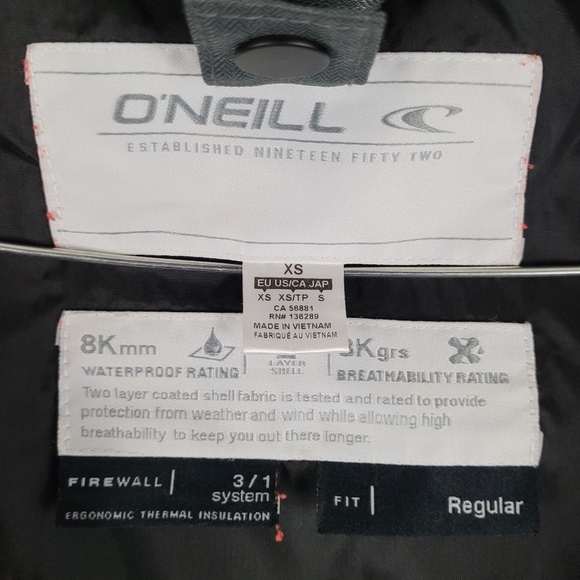 O'NEILL
ESTABLISHED NINETEEN FIFTY TWO
XS
EU US/CA JAP
XS XS/TP S
CA 56881
RN# 136289
MADE IN VIETNAM
FABRIQUÉ AU VIETNAM
8Kmm
WATERPROOF RATING
LAYER
SHELL
Kgrs
BREATHABILITY RATING
Two layer coated shell fabric is tested and rated to provide
protection from weather and wind while allowing high
breathability to keep you out there longer.
FIREWALL
3/1
system
ERGONOMIC THERMAL INSULATION
FIT
Regular